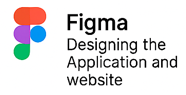 Figma
Designing the
Application and
website